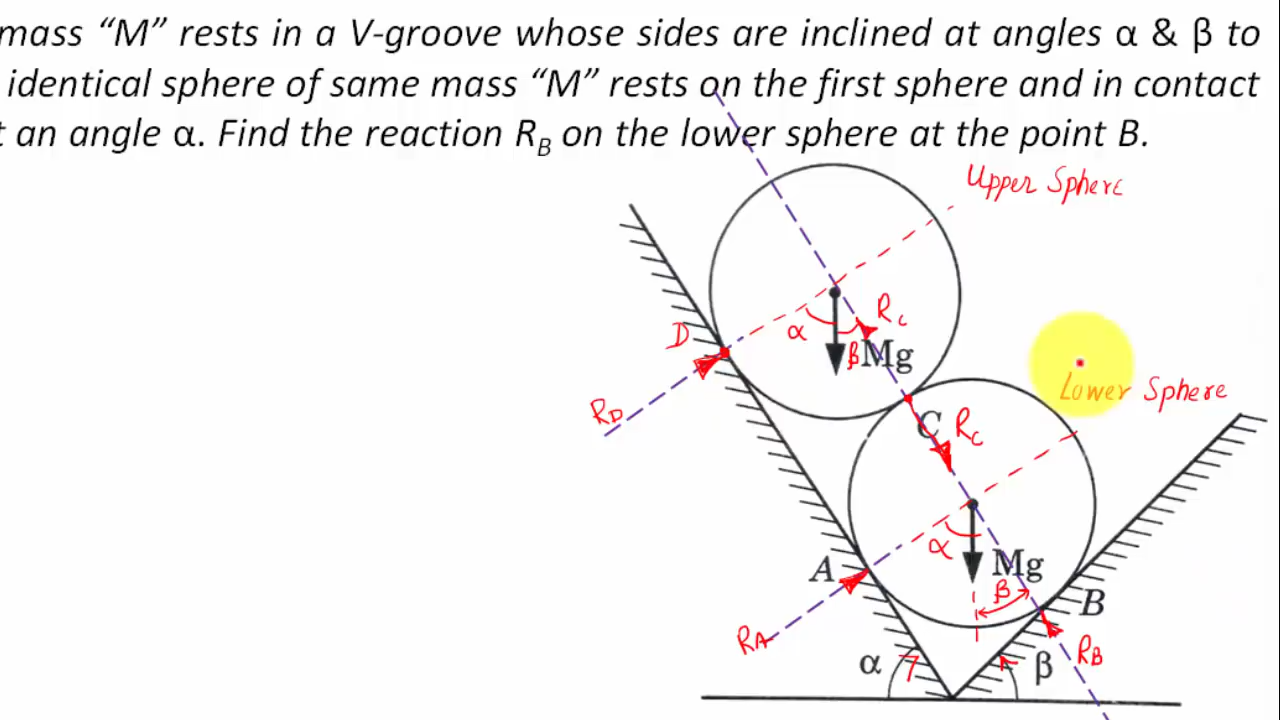 mass “M” rests in a V-groove whose sides are inclined at angles α & β to
identical sphere of same mass “M” rests on the first sphere and in contact
t an angle α. Find the reaction R_B on the lower sphere at the point B.
Upper Sphere
D
α
β
R_C
Mg
R_D
Lower Sphere
C
R_C
α
A
Mg
β
B
R_A
α
β
R_B